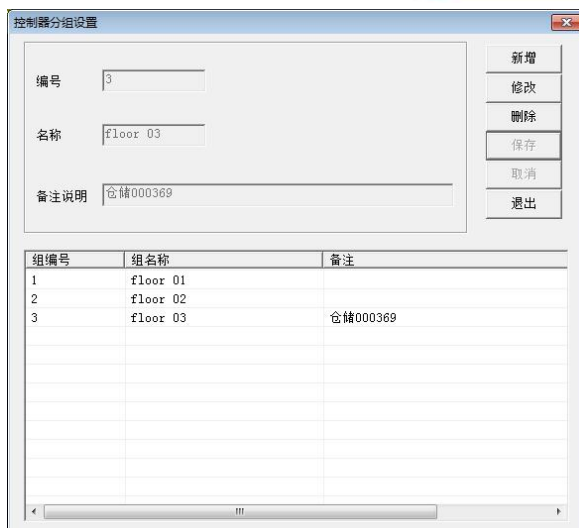 控制器分组设置
编号 3
名称 floor 03
备注说明 仓储000369
新增
修改
删除
保存
取消
退出
组编号 组名称 备注
1 floor 01
2 floor 02
3 floor 03 仓储000369